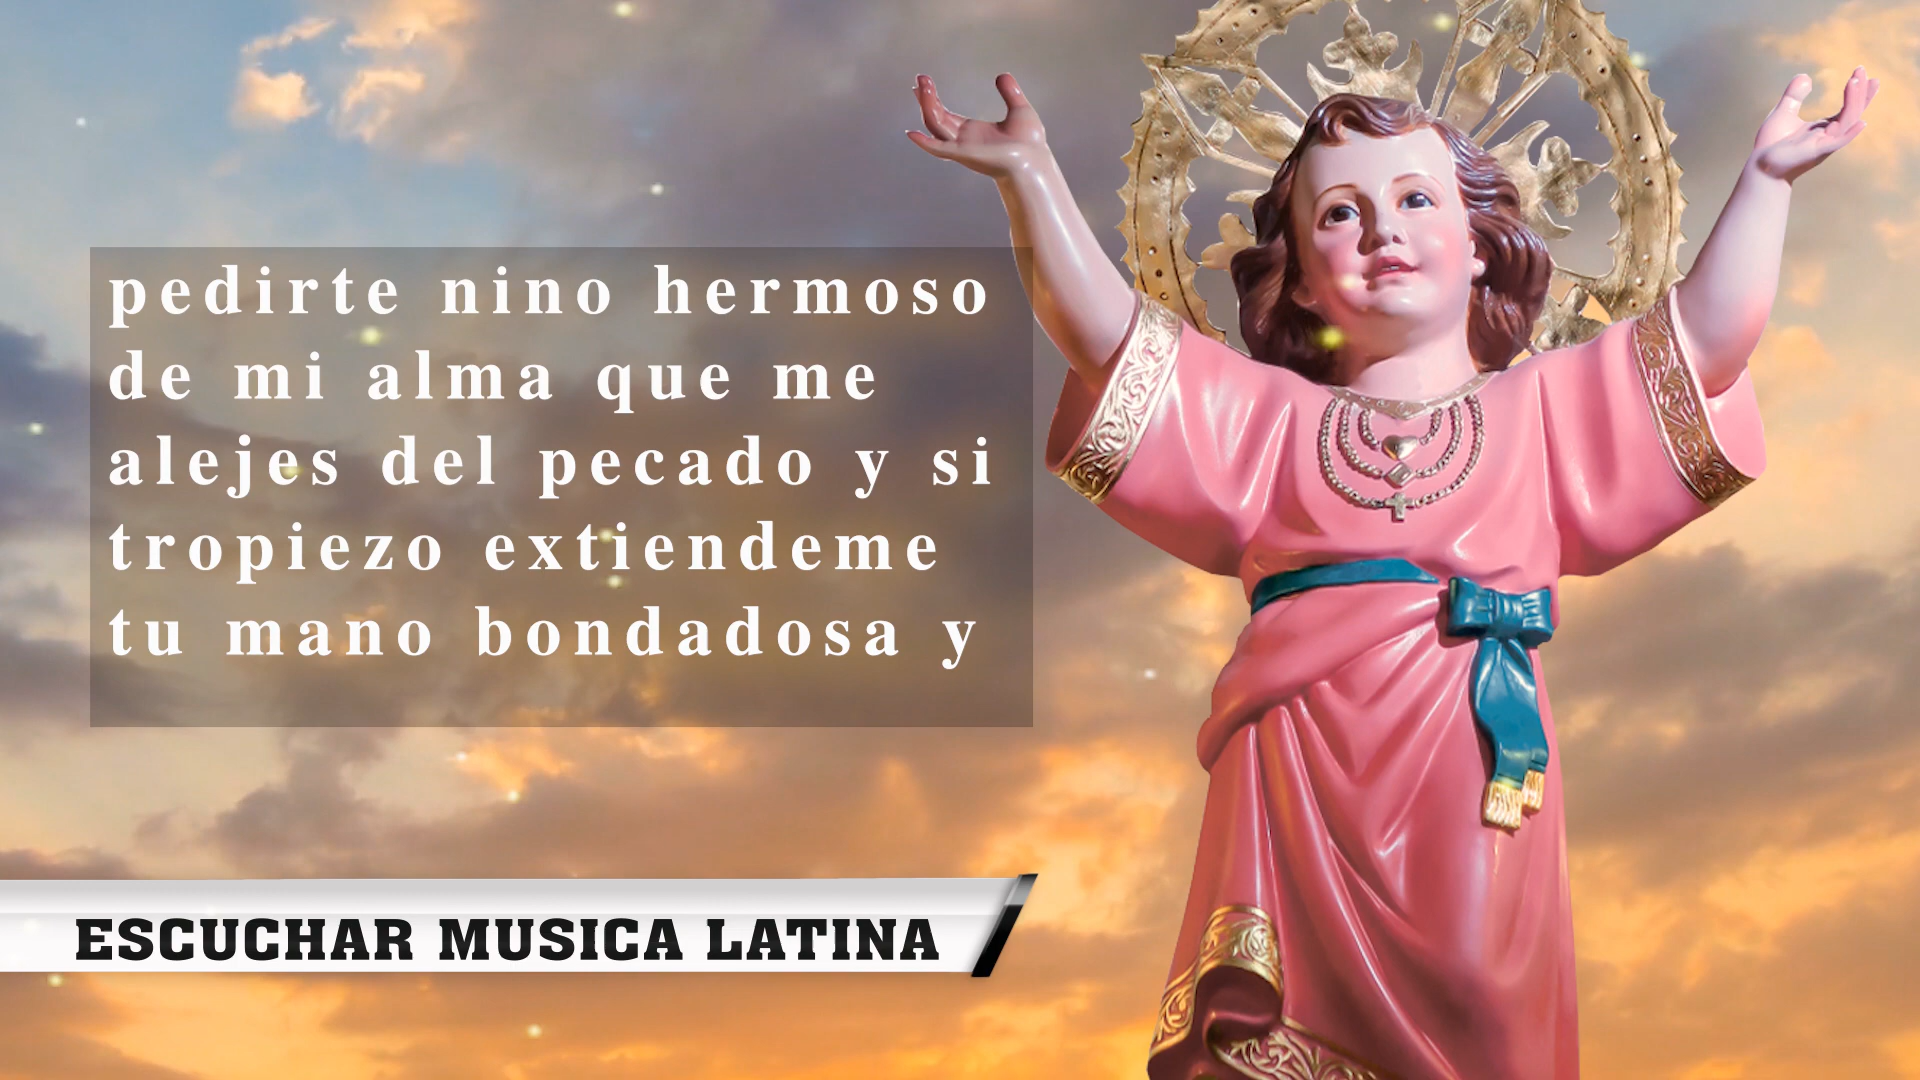 pedirte nino hermoso
de mi alma que me
alejes del pecado y si
tropiezo extiendeme
tu mano bondadosa y
ESCUCHAR MUSICA LATINA